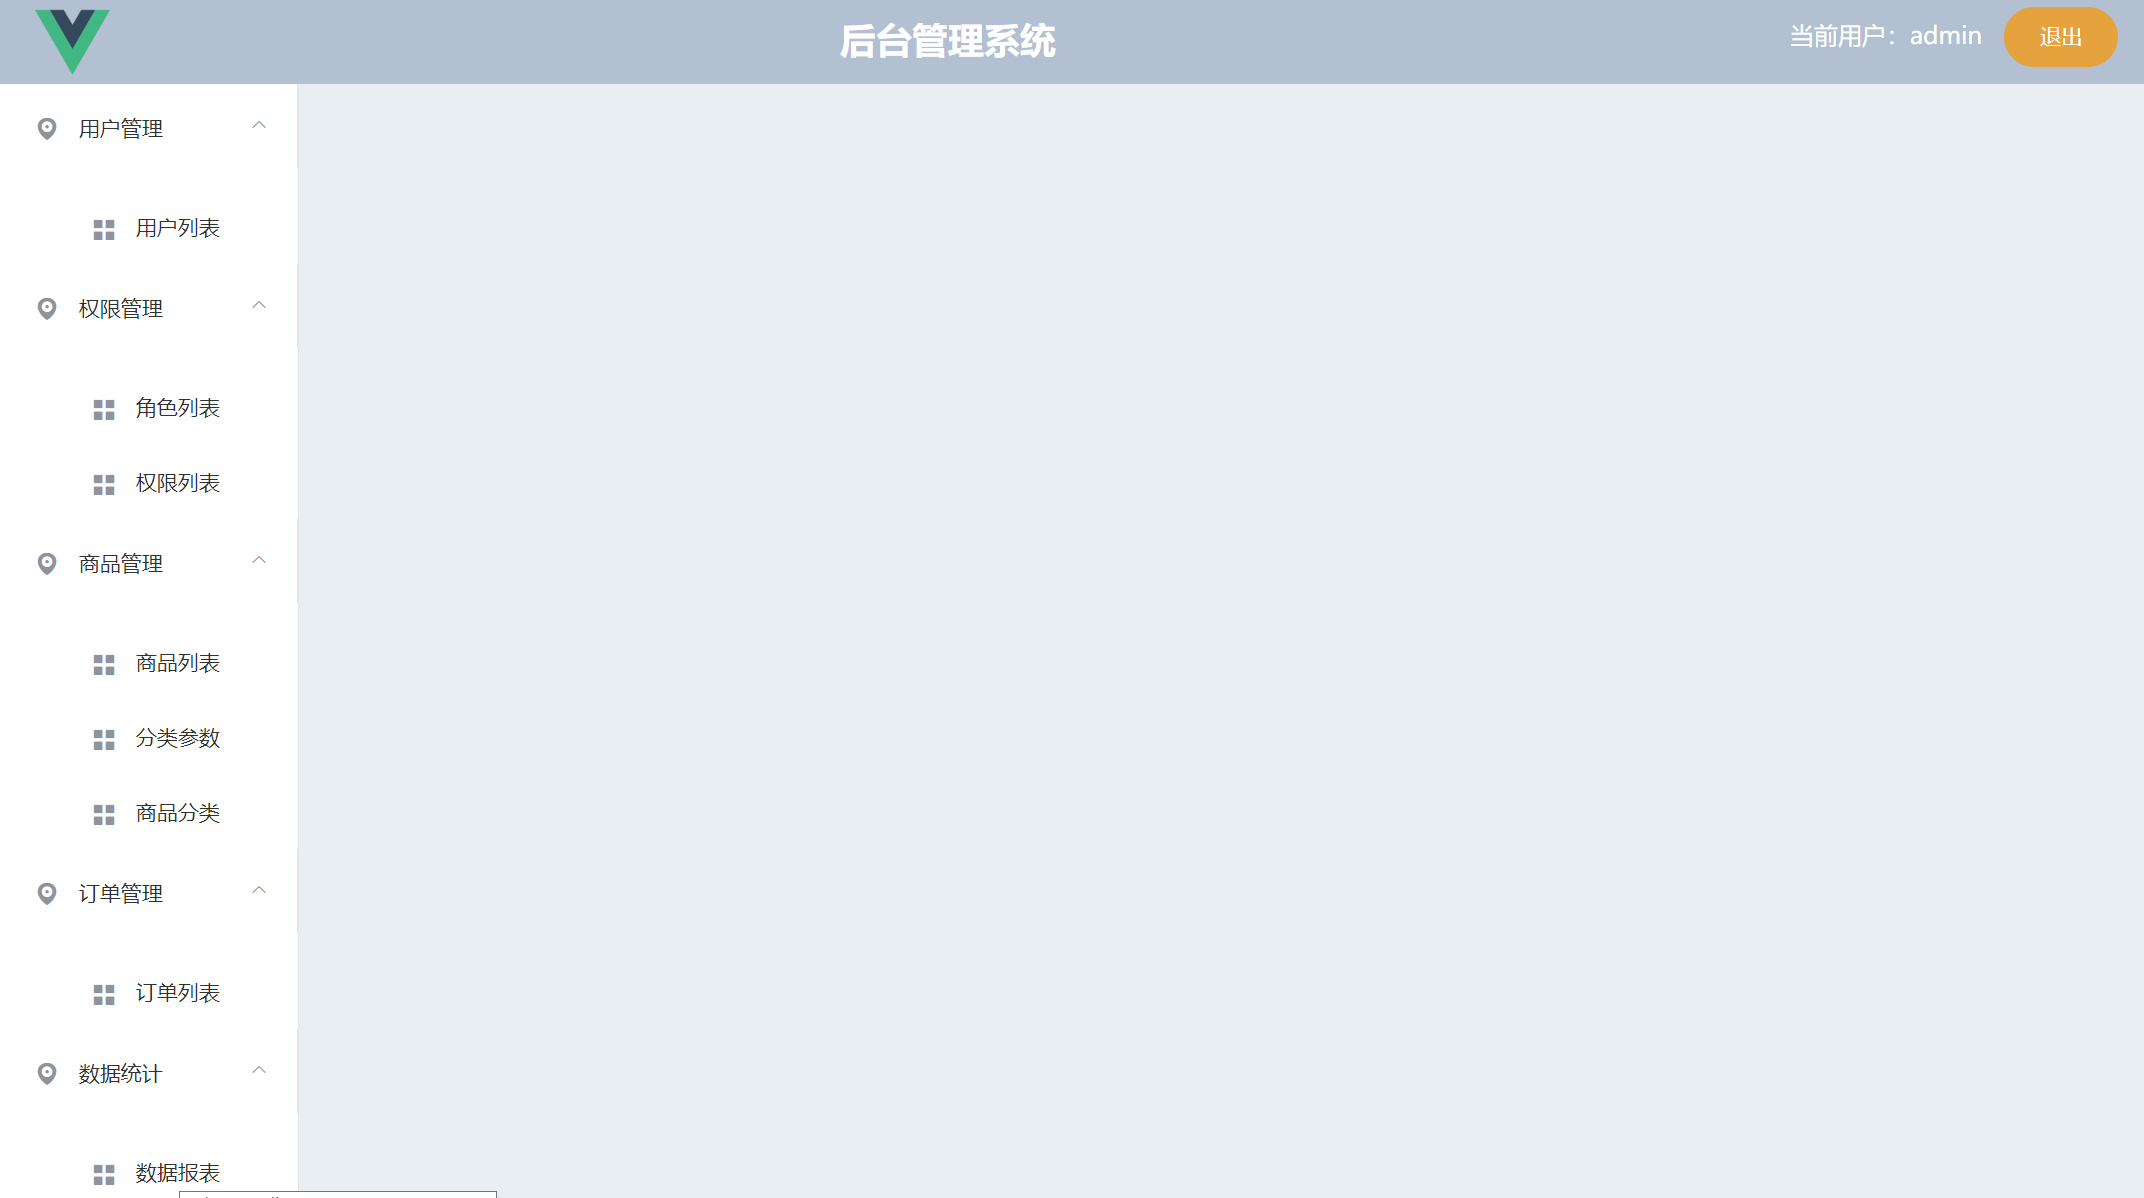 后台管理系统
当前用户：admin
退出
用户管理
用户列表
权限管理
角色列表
权限列表
商品管理
商品列表
分类参数
商品分类
订单管理
订单列表
数据统计
数据报表